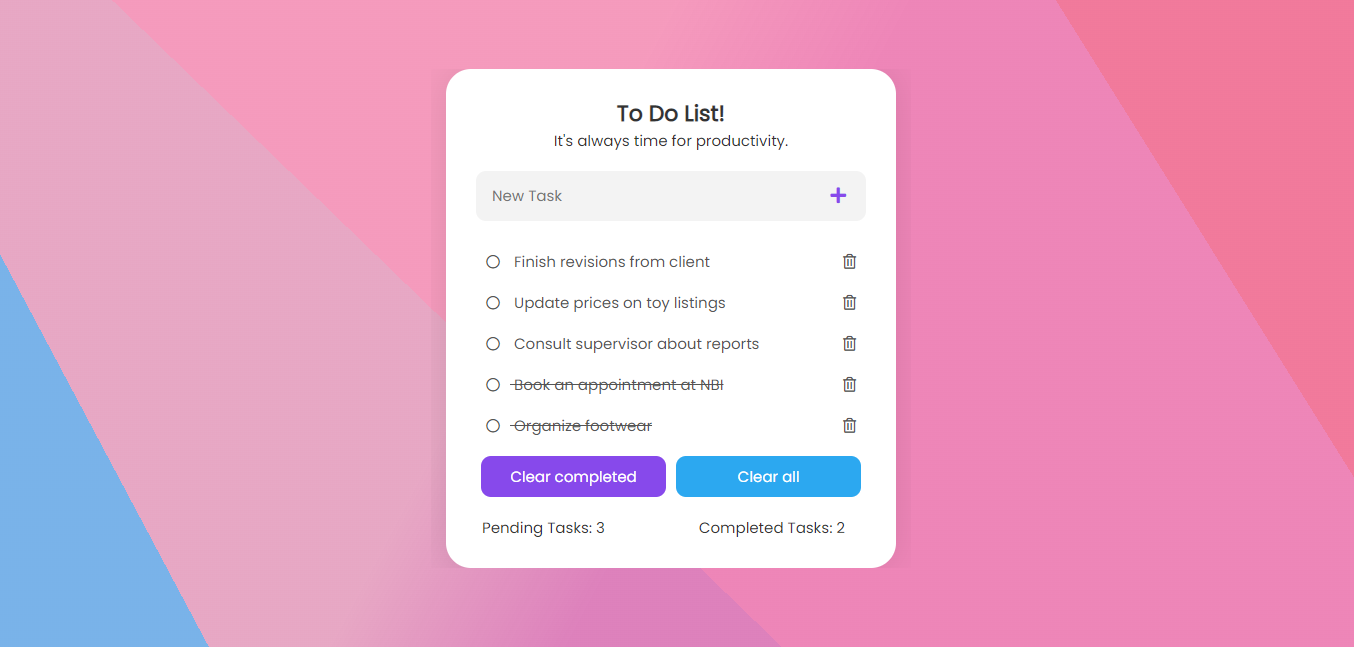 To Do List!
It's always time for productivity.
New Task
Finish revisions from client
Update prices on toy listings
Consult supervisor about reports
Book an appointment at NBI
Organize footwear
Clear completed Clear all
Pending Tasks: 3 Completed Tasks: 2